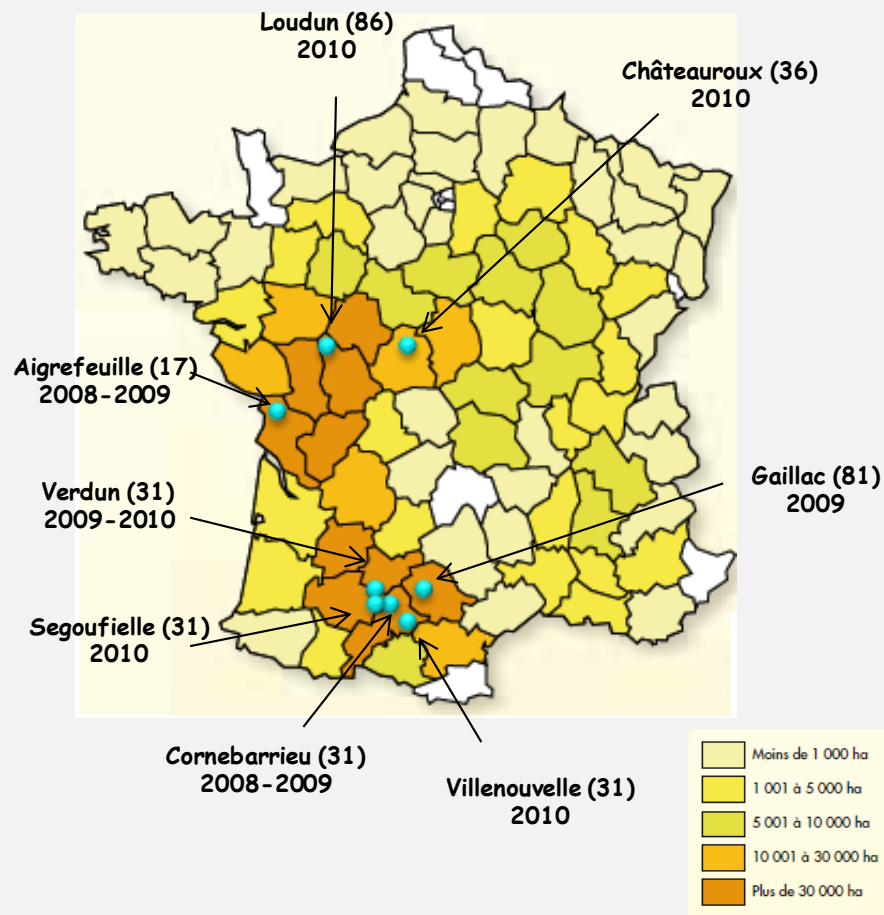 Loudun (86)
2010
Châteauroux (36)
2010
Aigrefeuille (17)
2008-2009
Verdun (31)
2009-2010
Gaillac (81)
2009
Segoufielle (31)
2010
Cornebarrieu (31)
2008-2009
Villenouvelle (31)
2010
Moins de 1 000 ha
1 001 à 5 000 ha
5 001 à 10 000 ha
10 001 à 30 000 ha
Plus de 30 000 ha